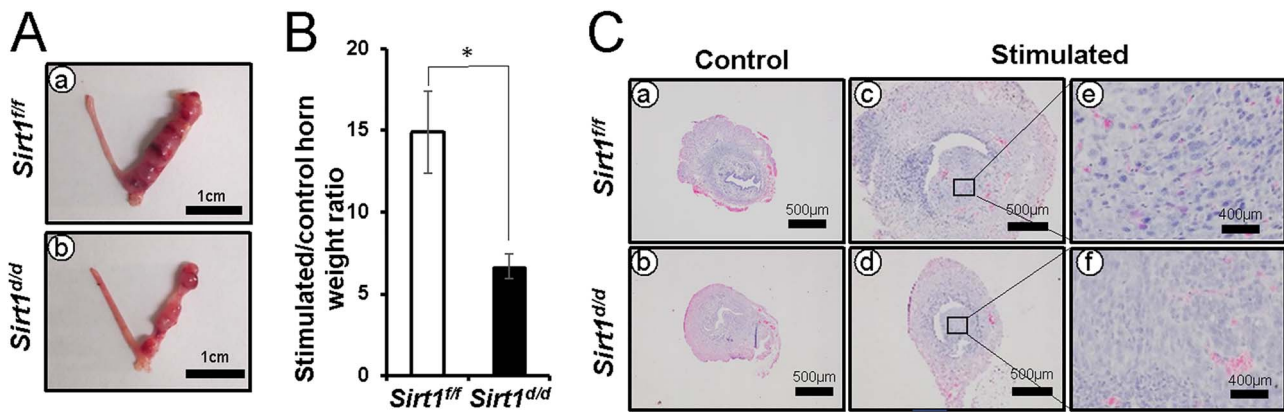 A
a
Sirt1f/f
1cm
b
Sirt1d/d
1cm
B
Stimulated/control horn
weight ratio
20
15
10
5
0
*
Sirt1f/f Sirt1d/d
C
Control Stimulated
Sirt1f/f
a
500µm
c
500µm
e
400µm
Sirt1d/d
b
500µm
d
500µm
f
400µm